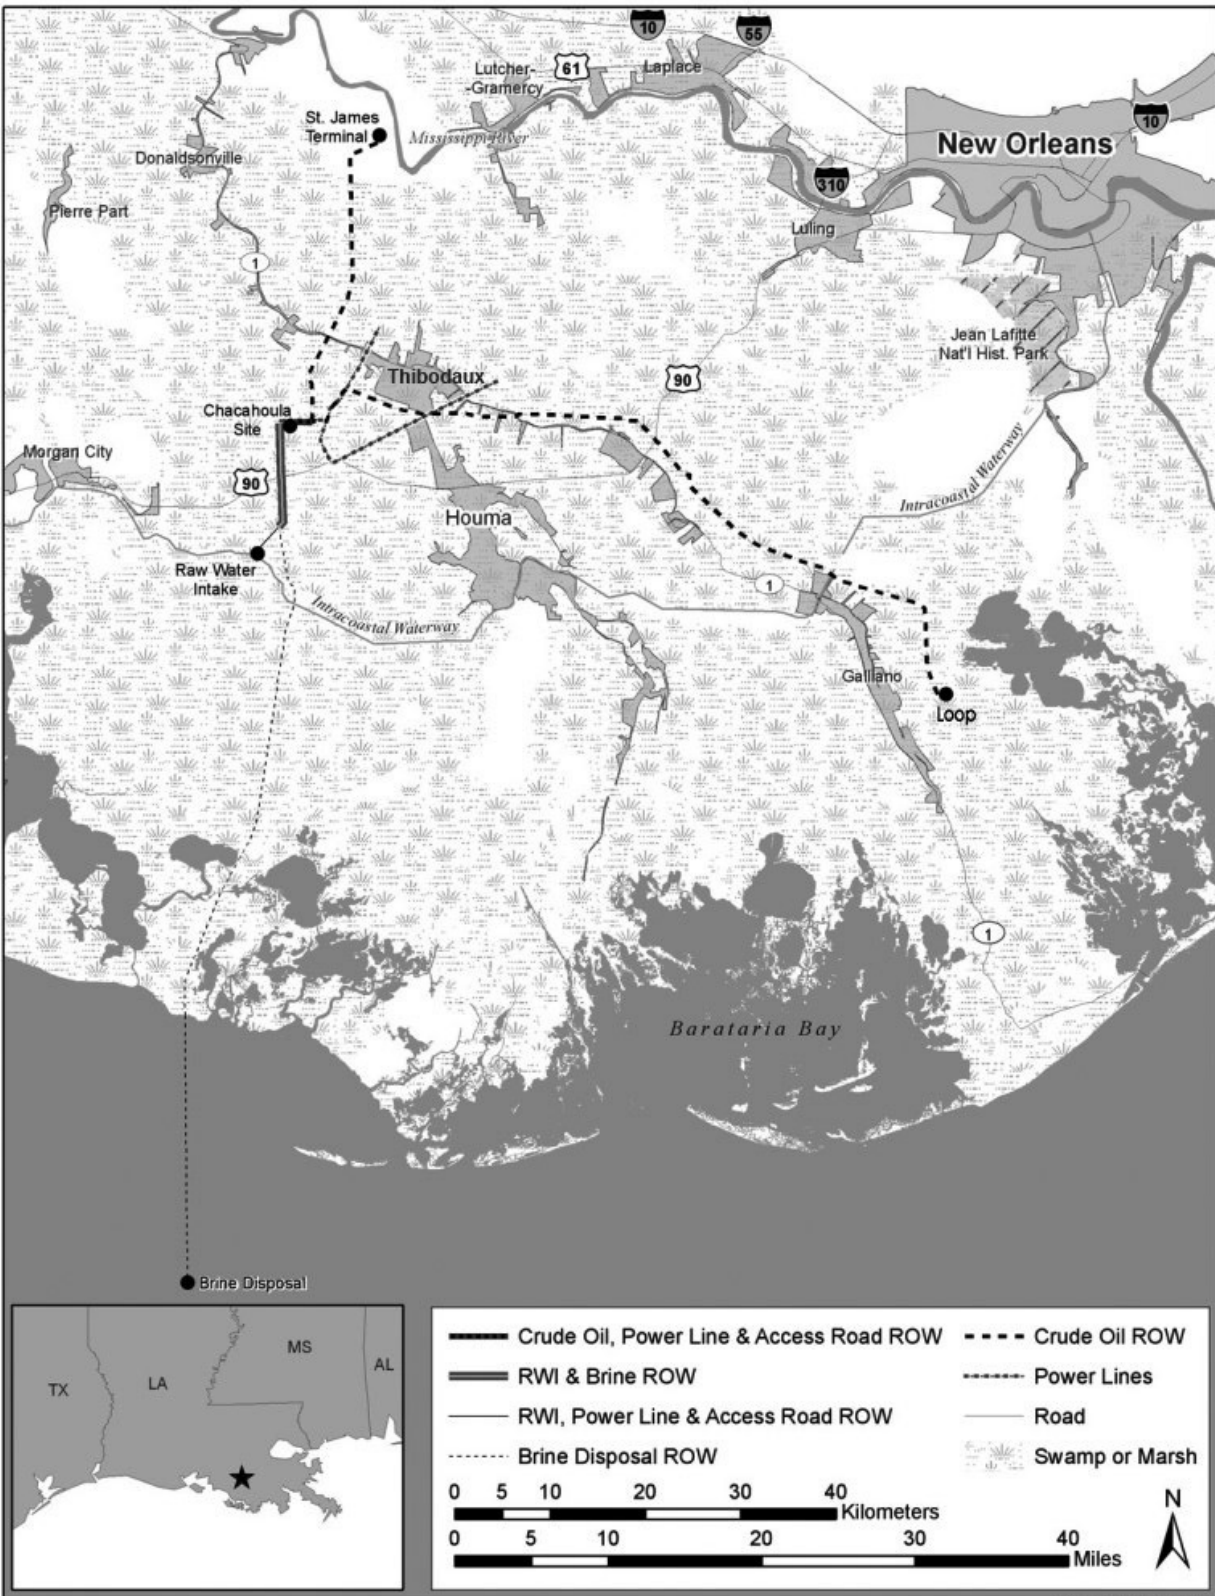 10
55
61
Lutcher-
-Gramercy
Laplace
St. James
Terminal
Mississippi River
10
New Orleans
Donaldsonville
310
Pierre Part
Luling
1
Jean Lafitte
Nat'l Hist. Park
Thibodaux
90
Chacahoula
Site
Morgan City
90
Intracoastal Waterway
Houma
Raw Water
Intake
1
Intracoastal Waterway
Galliano
Loop
1
Barataria Bay
Brine Disposal
TX
LA
MS
AL
Crude Oil, Power Line & Access Road ROW
Crude Oil ROW
RWI & Brine ROW
Power Lines
RWI, Power Line & Access Road ROW
Road
Brine Disposal ROW
Swamp or Marsh
0 5 10 20 30 40
Kilometers
0 5 10 20 30 40
Miles
N